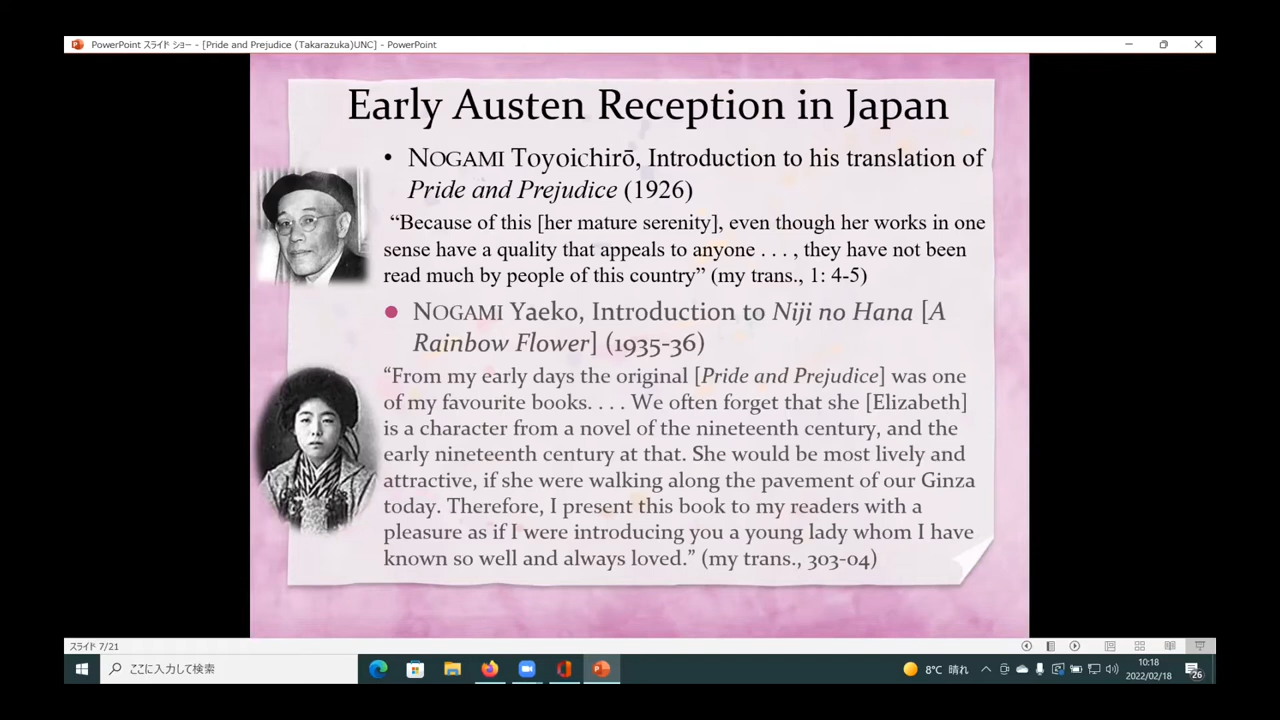 PowerPoint スライド ショー - [Pride and Prejudice (Takarazuka)UNC] - PowerPoint
Early Austen Reception in Japan
• NOGAMI Toyoichirō, Introduction to his translation of
Pride and Prejudice (1926)
“Because of this [her mature serenity], even though her works in one
sense have a quality that appeals to anyone . . . , they have not been
read much by people of this country” (my trans., 1: 4-5)
● NOGAMI Yaeko, Introduction to Niji no Hana [A
Rainbow Flower] (1935-36)
“From my early days the original [Pride and Prejudice] was one
of my favourite books. . . . We often forget that she [Elizabeth]
is a character from a novel of the nineteenth century, and the
early nineteenth century at that. She would be most lively and
attractive, if she were walking along the pavement of our Ginza
today. Therefore, I present this book to my readers with a
pleasure as if I were introducing you a young lady whom I have
known so well and always loved.” (my trans., 303-04)
スライド 7/21
ここに入力して検索
8°C 晴れ
10:18
2022/02/18
26